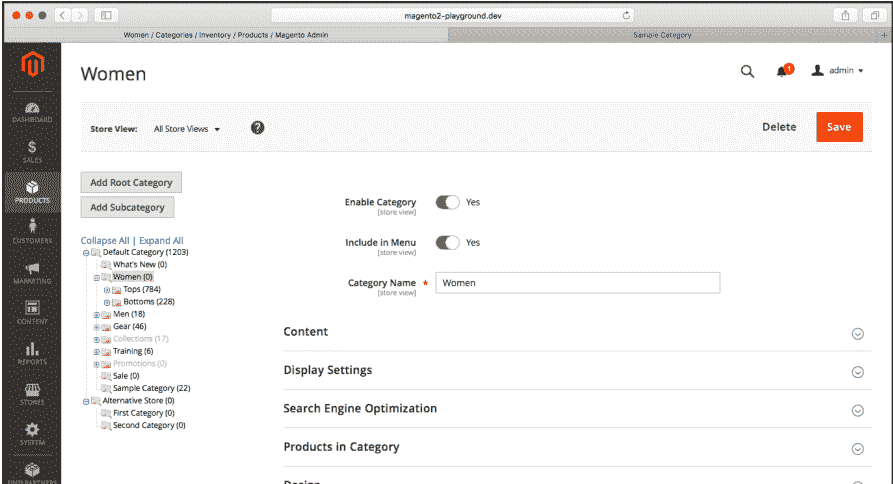 magento2-playground.dev
Women / Categories / Inventory / Products / Magento Admin
Sample Category
Women
1
admin
DASHBOARD
SALES
PRODUCTS
CUSTOMERS
MARKETING
CONTENT
REPORTS
STORES
SYSTEM
FIND PARTNERS
Store View: All Store Views ?
Delete
Save
Add Root Category
Add Subcategory
Collapse All | Expand All
Default Category (1203)
What's New (0)
Women (0)
Tops (784)
Bottoms (228)
Men (18)
Gear (46)
Collections (17)
Training (6)
Promotions (0)
Sale (0)
Sample Category (22)
Alternative Store (0)
First Category (0)
Second Category (0)
Enable Category
[store view]
Yes
Include in Menu
[store view]
Yes
Category Name *
[store view]
Women
Content
Display Settings
Search Engine Optimization
Products in Category
Design